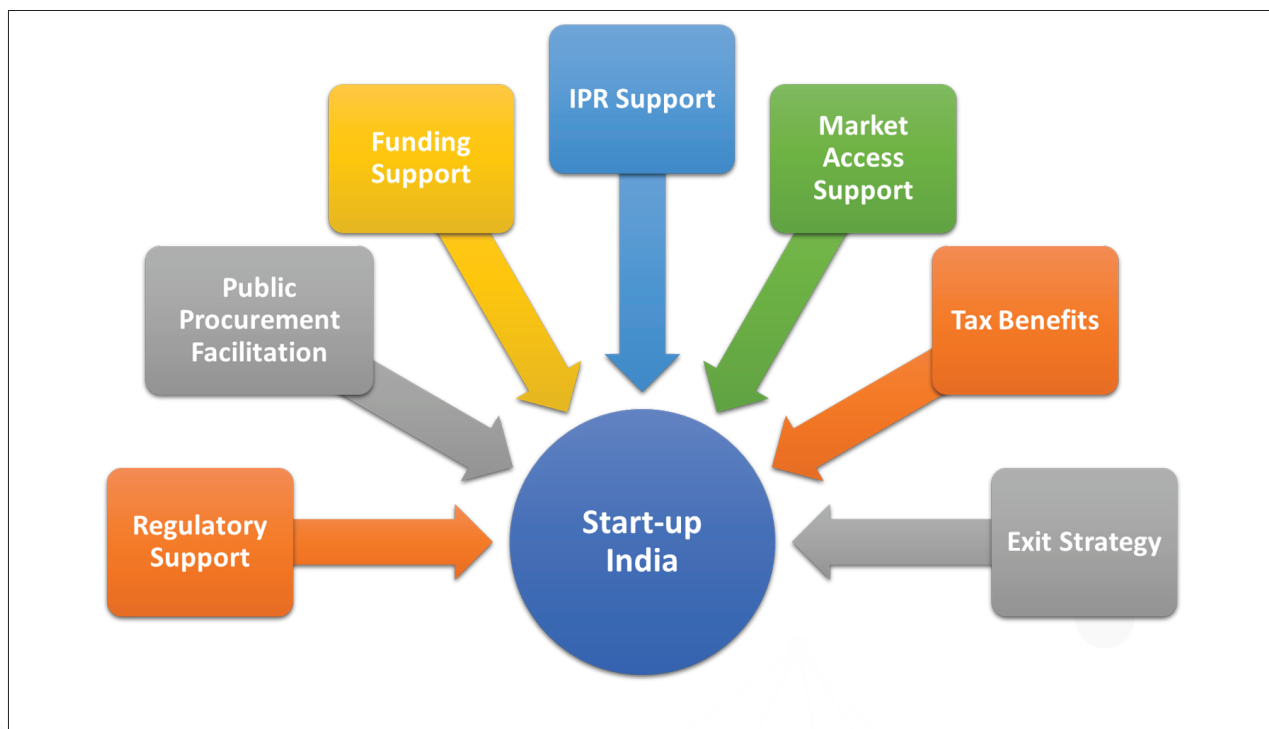 IPR Support
Funding
Support
Market
Access
Support
Public
Procurement
Facilitation
Tax Benefits
Regulatory
Support
Start-up
India
Exit Strategy